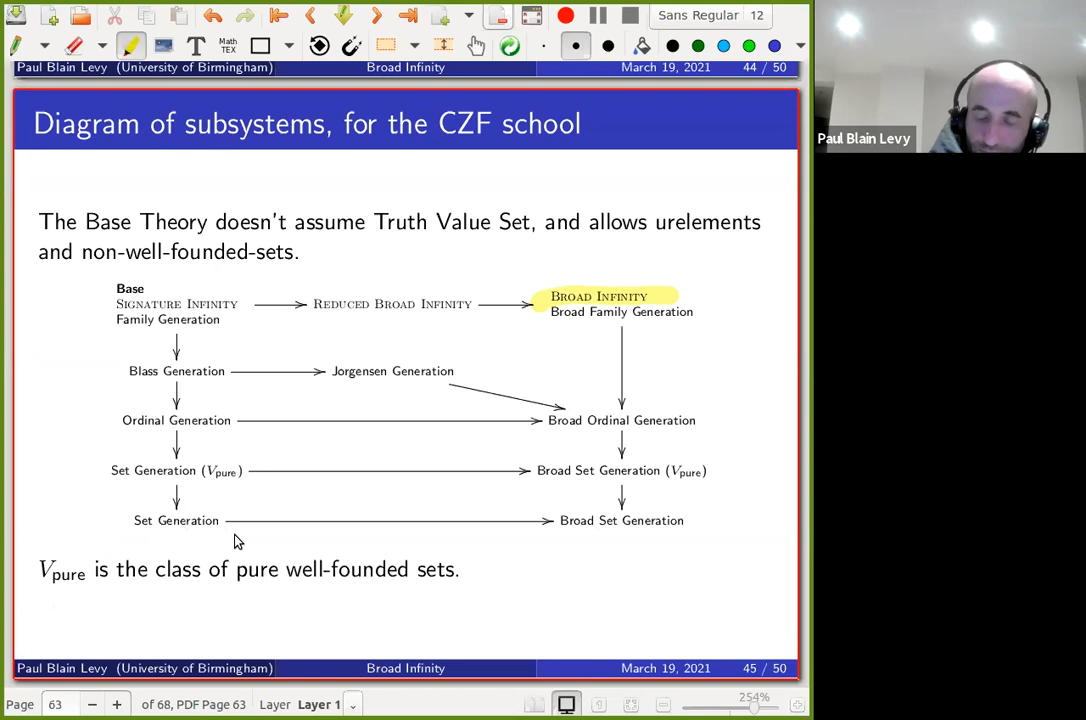 Sans Regular 12
Math
TEX
Paul Blain Levy (University of Birmingham) Broad Infinity March 19, 2021 44 / 50
Diagram of subsystems, for the CZF school
Paul Blain Levy
The Base Theory doesn't assume Truth Value Set, and allows urelements
and non-well-founded-sets.
Base
SIGNATURE INFINITY REDUCED BROAD INFINITY BROAD INFINITY
Family Generation Broad Family Generation
Blass Generation Jorgensen Generation
Ordinal Generation Broad Ordinal Generation
Set Generation (Vpure) Broad Set Generation (Vpure)
Set Generation Broad Set Generation
Vpure is the class of pure well-founded sets.
Paul Blain Levy (University of Birmingham) Broad Infinity March 19, 2021 45 / 50
Page 63 of 68, PDF Page 63 Layer Layer 1 254%